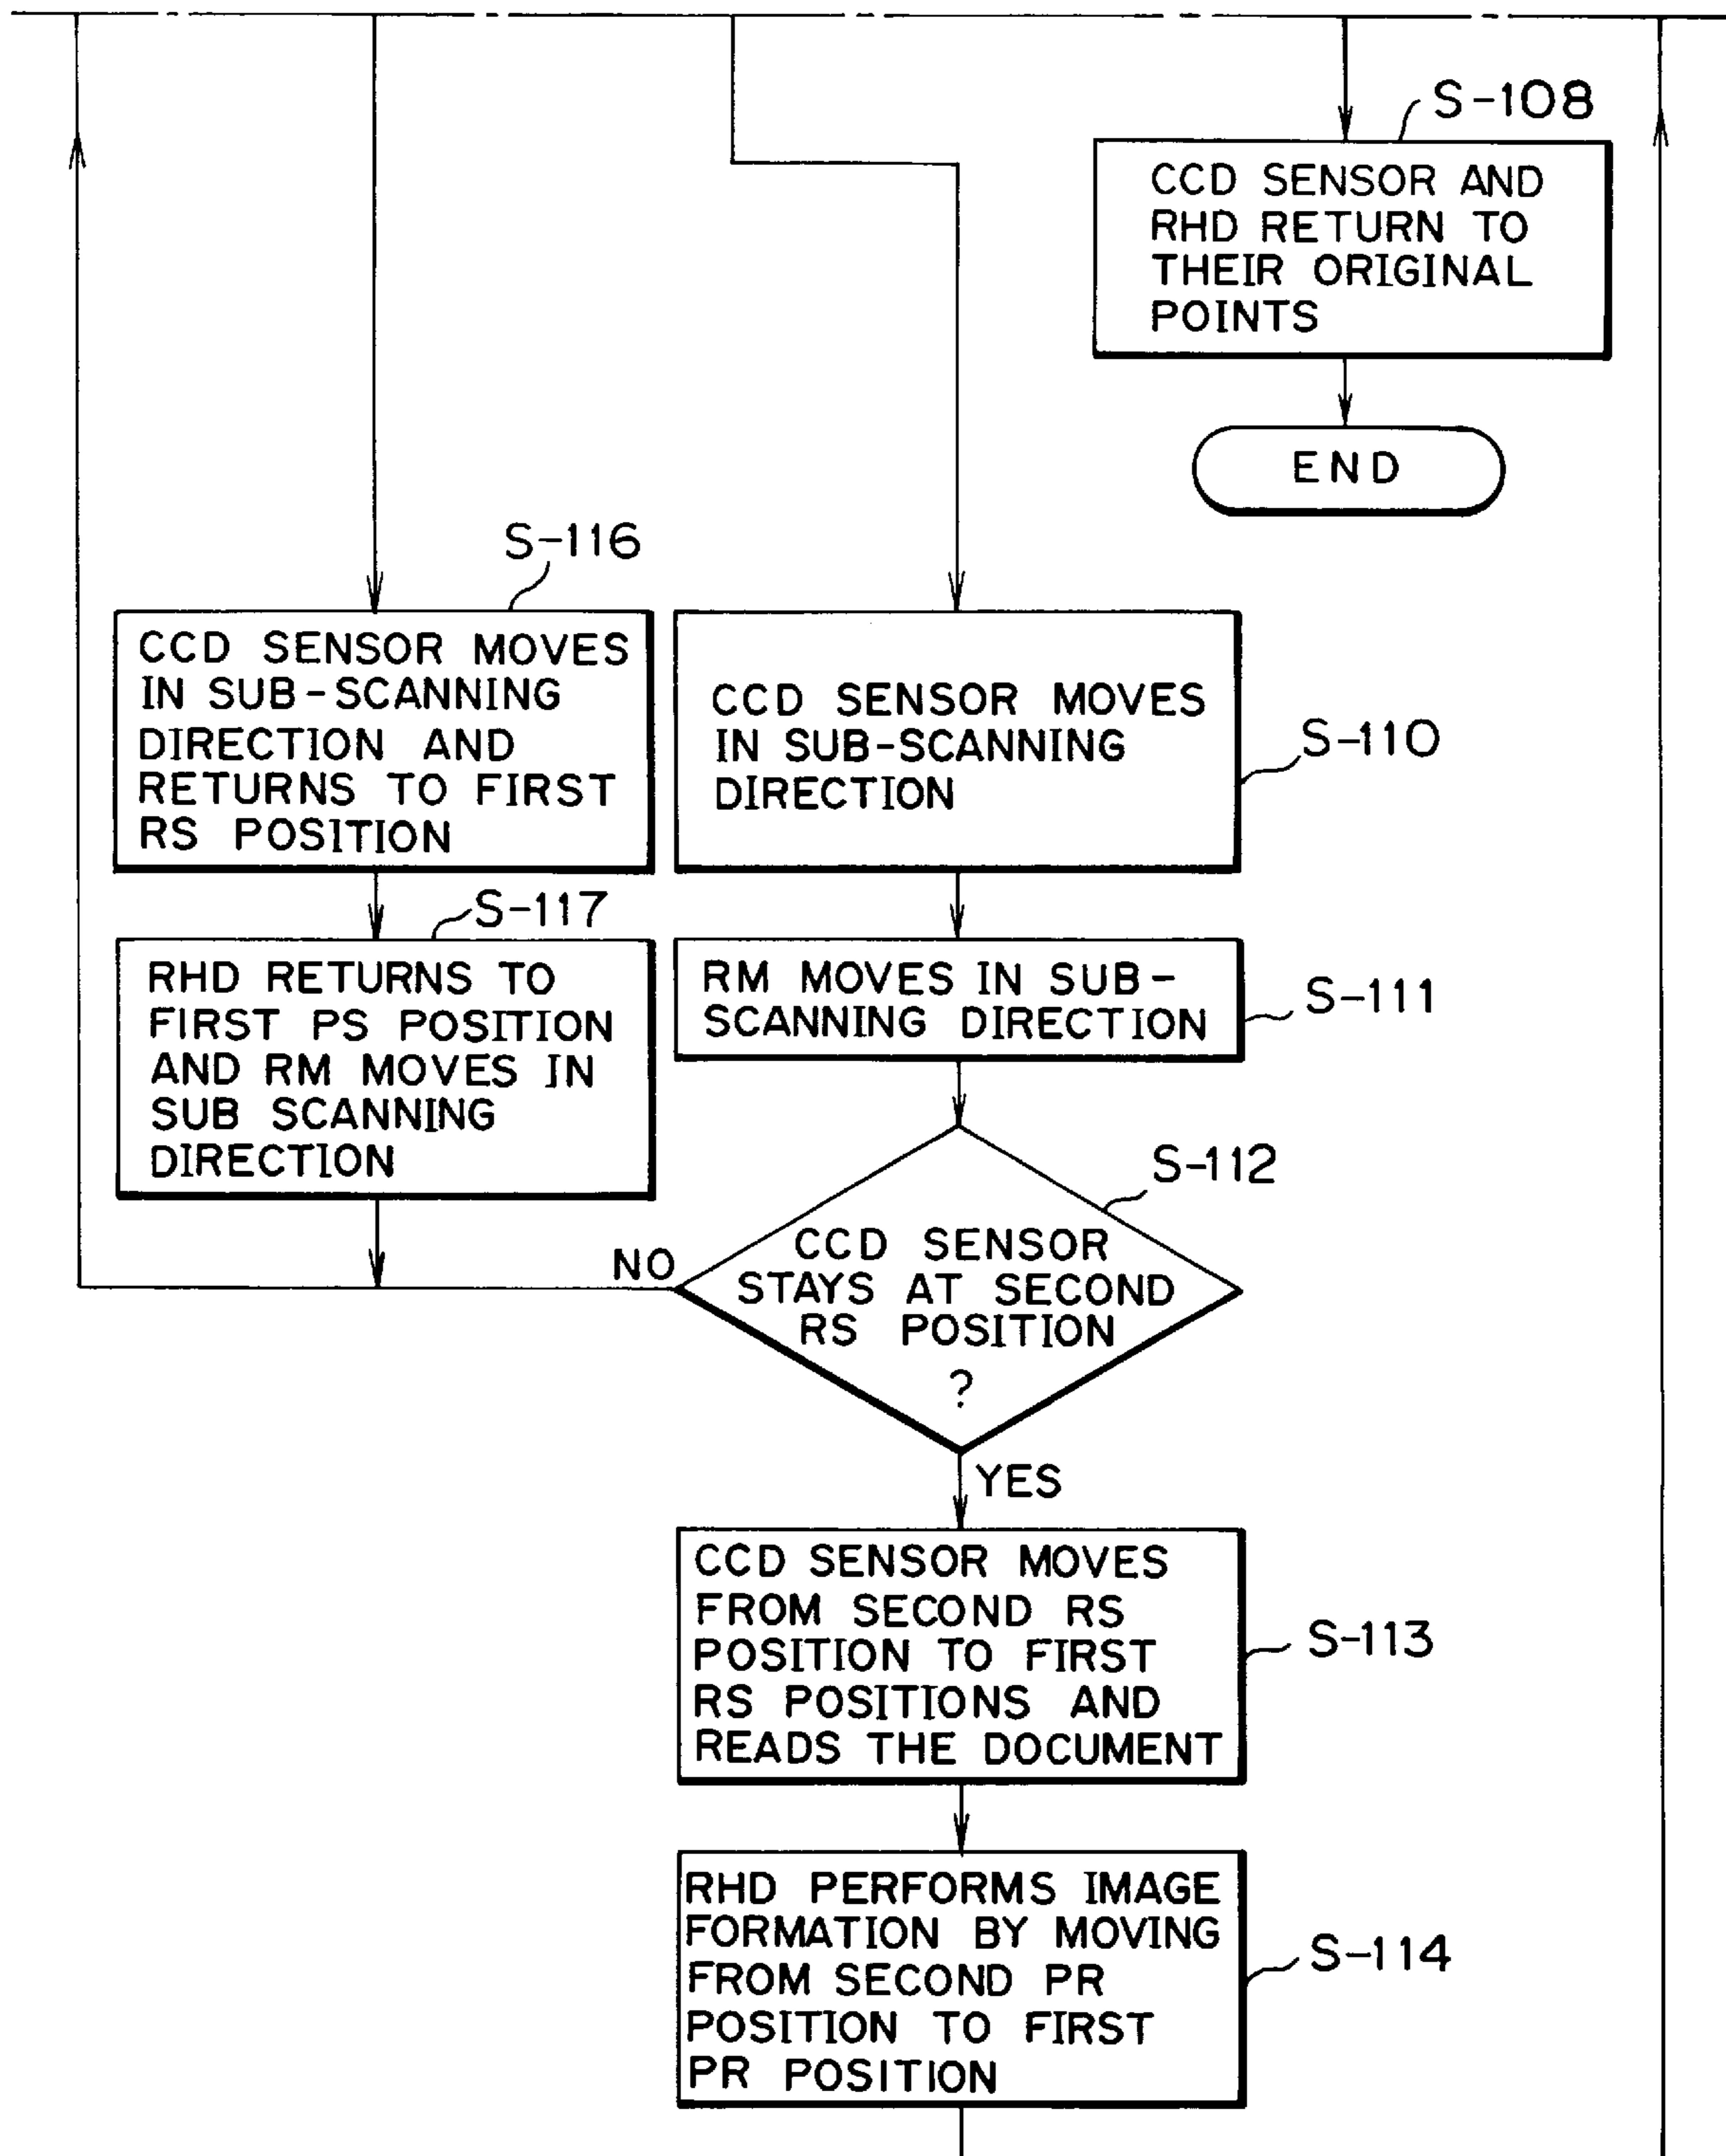 S-108
CCD SENSOR AND
RHD RETURN TO
THEIR ORIGINAL
POINTS
END
S-116
CCD SENSOR MOVES
IN SUB-SCANNING
DIRECTION AND
RETURNS TO FIRST
RS POSITION
CCD SENSOR MOVES
IN SUB-SCANNING
DIRECTION
S-110
S-117
RHD RETURNS TO
FIRST PS POSITION
AND RM MOVES IN
SUB SCANNING
DIRECTION
RM MOVES IN SUB-
SCANNING DIRECTION
S-111
S-112
CCD SENSOR
STAYS AT SECOND
RS POSITION
?
NO
YES
CCD SENSOR MOVES
FROM SECOND RS
POSITION TO FIRST
RS POSITIONS AND
READS THE DOCUMENT
S-113
RHD PERFORMS IMAGE
FORMATION BY MOVING
FROM SECOND PR
POSITION TO FIRST
PR POSITION
S-114